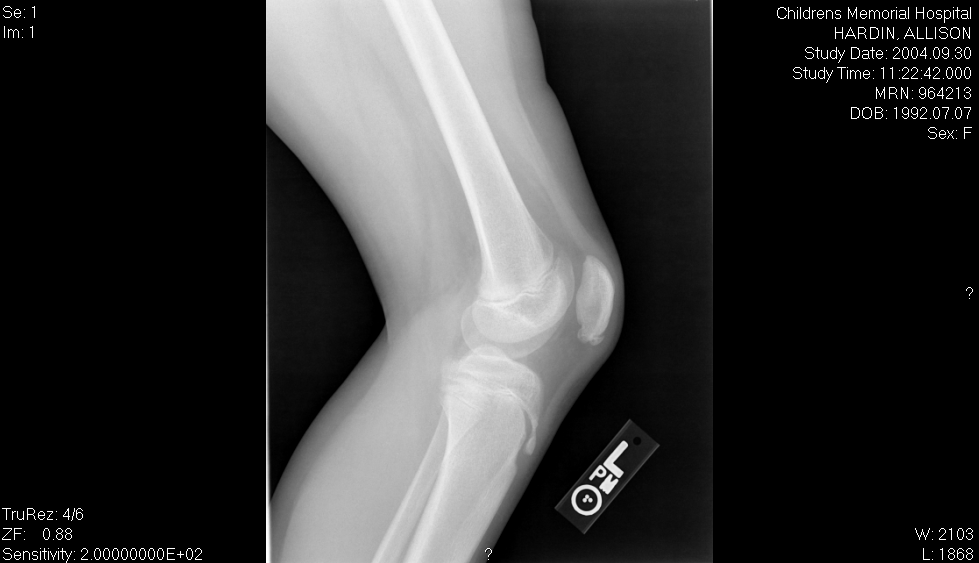 Se: 1
Im: 1
Childrens Memorial Hospital
HARDIN, ALLISON
Study Date: 2004.09.30
Study Time: 11:22:42.000
MRN: 964213
DOB: 1992.07.07
Sex: F
?
L
PN
TruRez: 4/6
ZF: 0.88
Sensitivity: 2.00000000E+02
?
W: 2103
L: 1868